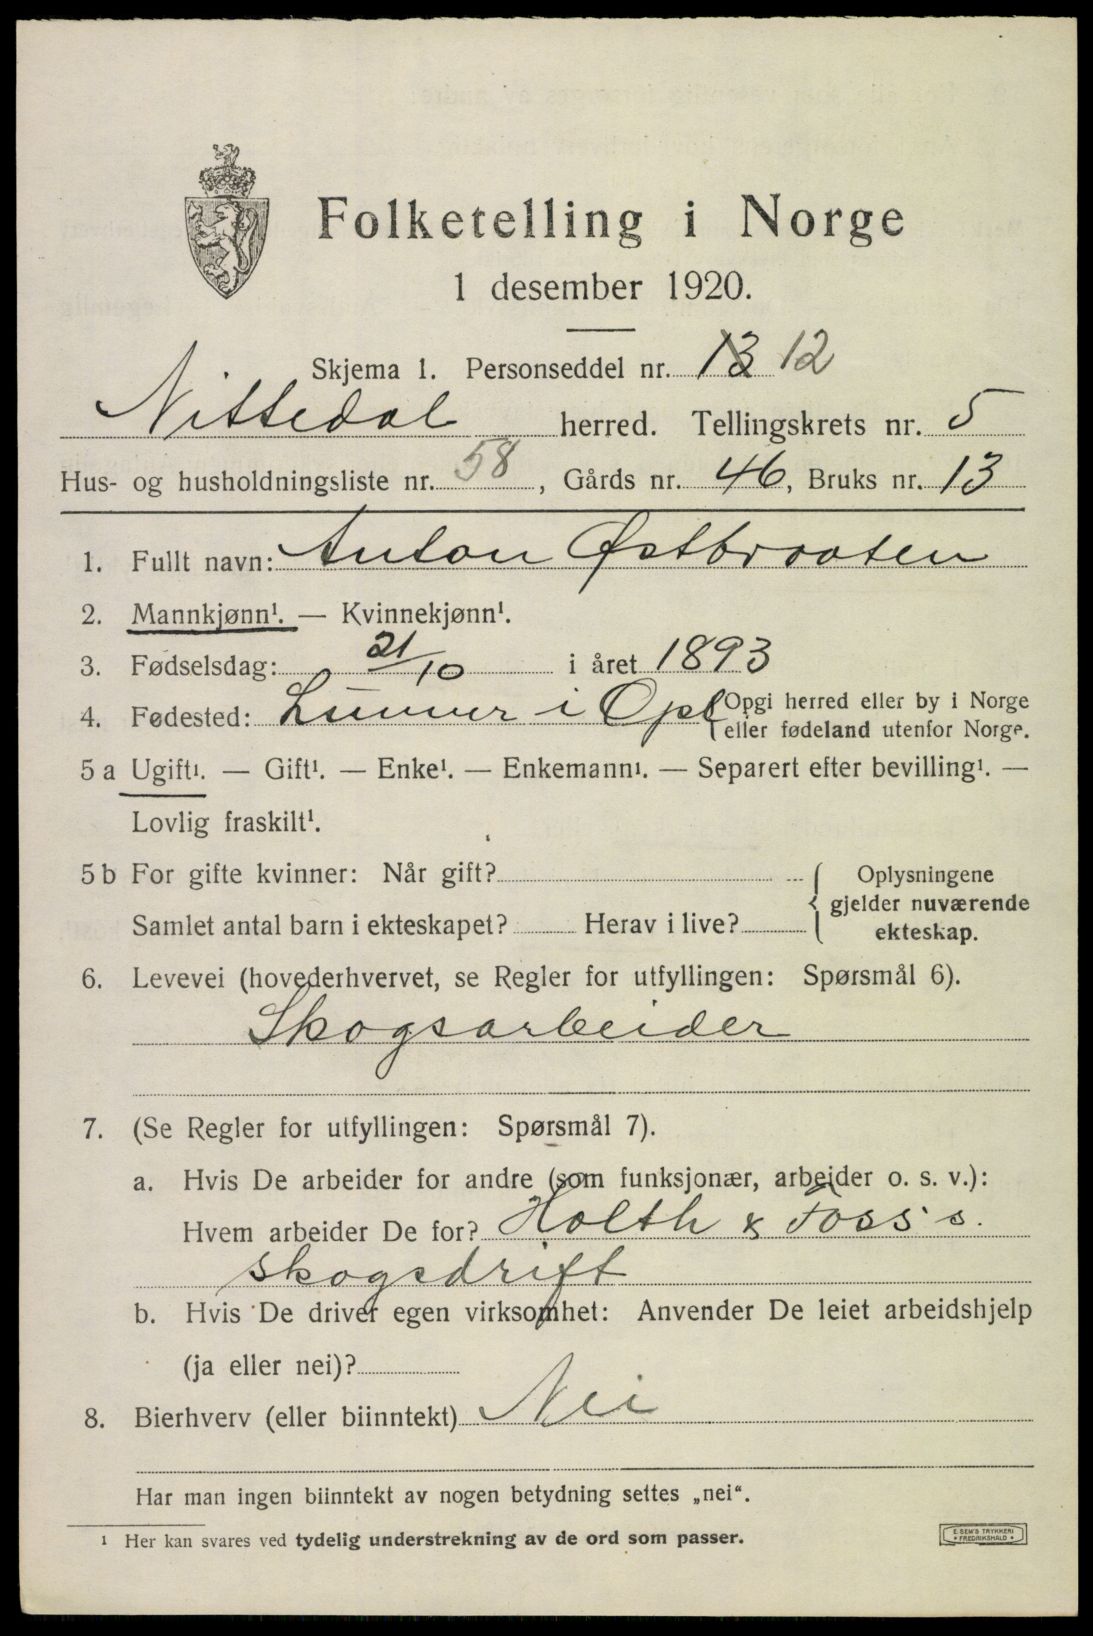 Folketelling i Norge
1 desember 1920.
Skjema 1. Personseddel nr. 13 12
Nittedal herred. Tellingskrets nr. 5
Hus- og husholdningsliste nr. 58, Gårds nr. 46, Bruks nr. 13
1. Fullt navn: Anton Østbraaten
2. Mannkjønn¹. — Kvinnekjønn¹.
3. Fødselsdag: 21/10 i året 1893
4. Fødested: Lunner i Opl { Opgi herred eller by i Norge
eller fødeland utenfor Norge.
5 a Ugift¹. — Gift¹. — Enke¹. — Enkemann¹. — Separert efter bevilling¹. —
Lovlig fraskilt¹.
5 b For gifte kvinner: Når gift?
Samlet antal barn i ekteskapet? Herav i live?
Oplysningene
gjelder nuværende
ekteskap.
6. Levevei (hovederhvervet, se Regler for utfyllingen: Spørsmål 6).
Skogsarbeider
7. (Se Regler for utfyllingen: Spørsmål 7).
a. Hvis De arbeider for andre (som funksjonær, arbeider o. s. v.):
Hvem arbeider De for? Holth & Foss's.
skogsdrift
b. Hvis De driver egen virksomhet: Anvender De leiet arbeidshjelp
(ja eller nei)?
8. Bierhverv (eller biinntekt) Nei
Har man ingen biinntekt av nogen betydning settes „nei“.
¹ Her kan svares ved tydelig understrekning av de ord som passer.
E. SEM'S TRYKKERI
* FREDRIKSHALD *